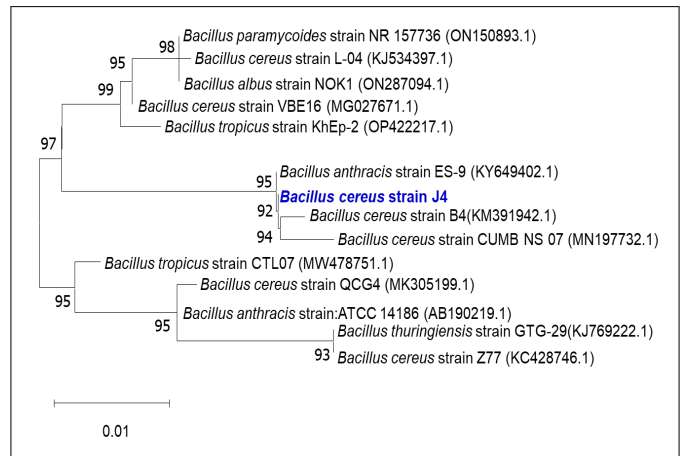 Bacillus paramycoides strain NR 157736 (ON150893.1)
98
Bacillus cereus strain L-04 (KJ534397.1)
95
Bacillus albus strain NOK1 (ON287094.1)
99
Bacillus cereus strain VBE16 (MG027671.1)
Bacillus tropicus strain KhEp-2 (OP422217.1)
97
Bacillus anthracis strain ES-9 (KY649402.1)
95
Bacillus cereus strain J4
92
Bacillus cereus strain B4(KM391942.1)
94
Bacillus cereus strain CUMB NS 07 (MN197732.1)
Bacillus tropicus strain CTL07 (MW478751.1)
95
Bacillus cereus strain QCG4 (MK305199.1)
Bacillus anthracis strain:ATCC 14186 (AB190219.1)
95
Bacillus thuringiensis strain GTG-29(KJ769222.1)
93
Bacillus cereus strain Z77 (KC428746.1)
0.01